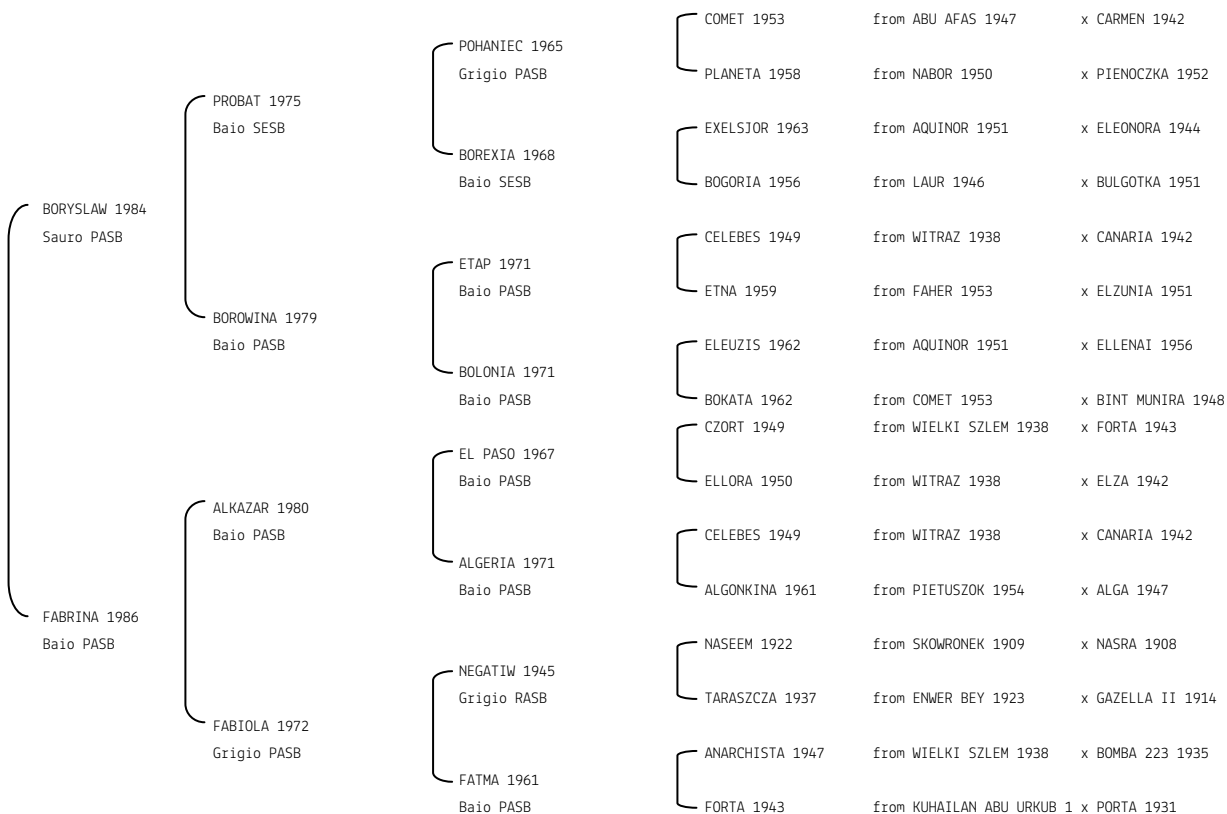 COMET 1953 from ABU AFAS 1947 x CARMEN 1942
POHANIEC 1965
Grigio PASB
PLANETA 1958 from NABOR 1950 x PIENOCZKA 1952
PROBAT 1975
Baio SESB
EXELSJOR 1963 from AQUINOR 1951 x ELEONORA 1944
BOREXIA 1968
Baio SESB
BOGORIA 1956 from LAUR 1946 x BULGOTKA 1951
BORYSLAW 1984
Sauro PASB
CELEBES 1949 from WITRAZ 1938 x CANARIA 1942
ETAP 1971
Baio PASB
ETNA 1959 from FAHER 1953 x ELZUNIA 1951
BOROWINA 1979
Baio PASB
ELEUZIS 1962 from AQUINOR 1951 x ELLENAI 1956
BOLONIA 1971
Baio PASB
BOKATA 1962 from COMET 1953 x BINT MUNIRA 1948
CZORT 1949 from WIELKI SZLEM 1938 x FORTA 1943
EL PASO 1967
Baio PASB
ELLORA 1950 from WITRAZ 1938 x ELZA 1942
ALKAZAR 1980
Baio PASB
CELEBES 1949 from WITRAZ 1938 x CANARIA 1942
ALGERIA 1971
Baio PASB
ALGONKINA 1961 from PIETUSZOK 1954 x ALGA 1947
FABRINA 1986
Baio PASB
NASEEM 1922 from SKOWRONEK 1909 x NASRA 1908
NEGATIW 1945
Grigio RASB
TARASZCZA 1937 from ENWER BEY 1923 x GAZELLA II 1914
FABIOLA 1972
Grigio PASB
ANARCHISTA 1947 from WIELKI SZLEM 1938 x BOMBA 223 1935
FATMA 1961
Baio PASB
FORTA 1943 from KUHAILAN ABU URKUB 1 x PORTA 1931